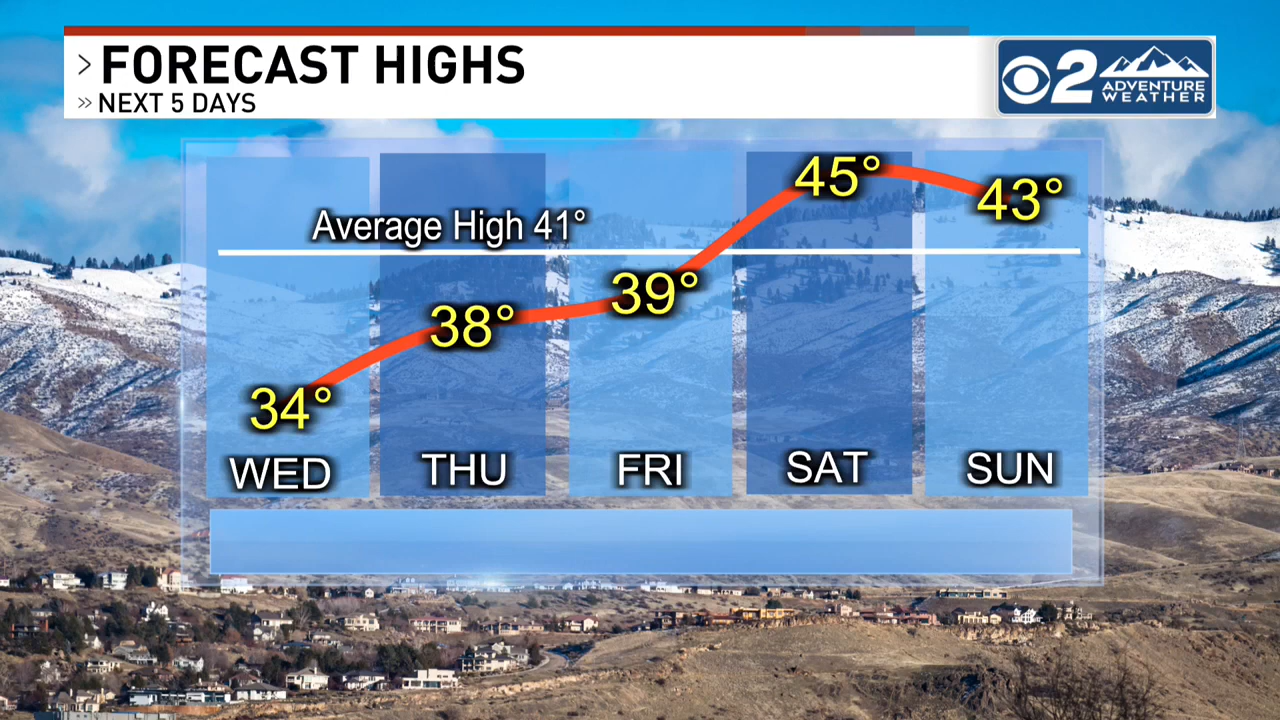 > FORECAST HIGHS
» NEXT 5 DAYS
2
ADVENTURE
WEATHER
Average High 41°
45°
43°
39°
38°
34°
WED THU FRI SAT SUN